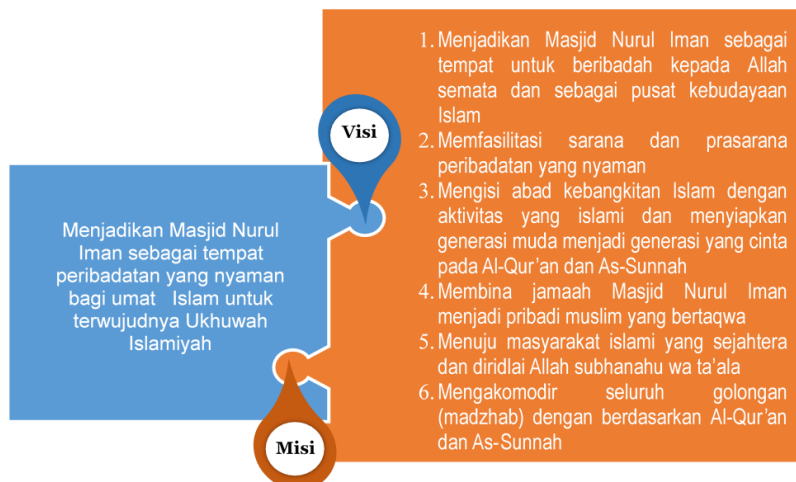 Visi
Menjadikan Masjid Nurul
Iman sebagai tempat
peribadatan yang nyaman
bagi umat Islam untuk
terwujudnya Ukhuwah
Islamiyah
Misi
1. Menjadikan Masjid Nurul Iman sebagai
tempat untuk beribadah kepada Allah
semata dan sebagai pusat kebudayaan
Islam
2. Memfasilitasi sarana dan prasarana
peribadatan yang nyaman
3. Mengisi abad kebangkitan Islam dengan
aktivitas yang islami dan menyiapkan
generasi muda menjadi generasi yang cinta
pada Al-Qur'an dan As-Sunnah
4. Membina jamaah Masjid Nurul Iman
menjadi pribadi muslim yang bertaqwa
5. Menuju masyarakat islami yang sejahtera
dan diridlai Allah subhanahu wa ta'ala
6. Mengakomodir seluruh golongan
(madzhab) dengan berdasarkan Al-Qur'an
dan As-Sunnah